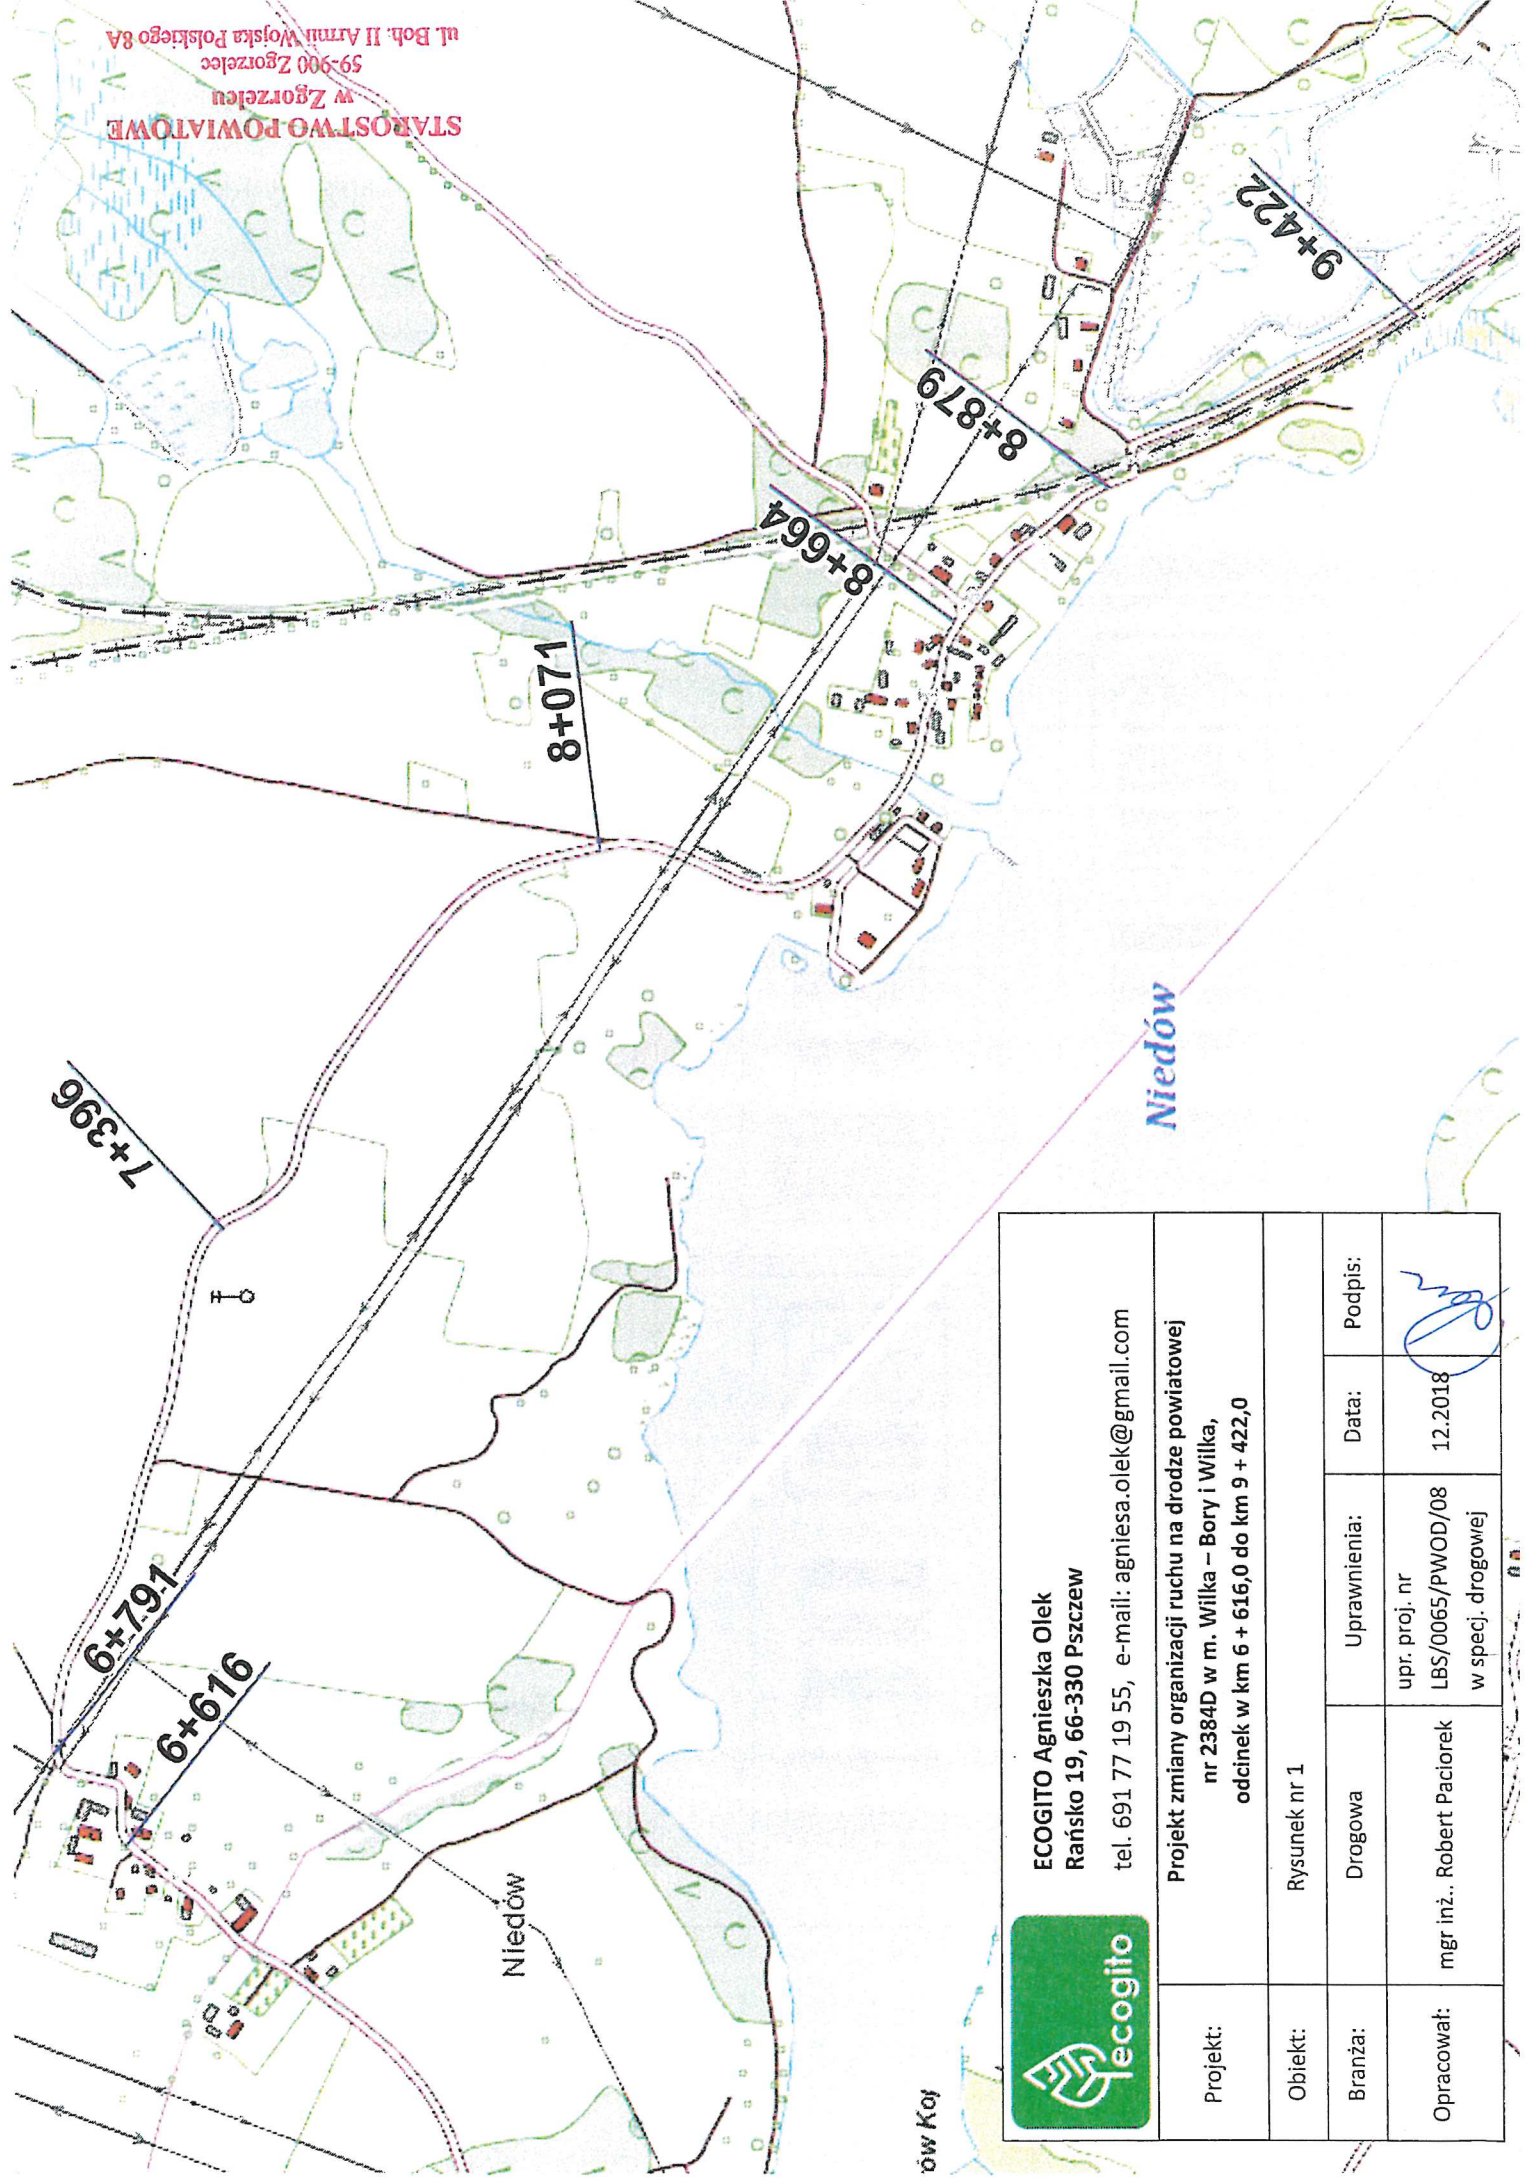 STAROSTWO POWIATOWE
w Zgorzelcu
59-900 Zgorzelec
ul. Boh. II Armii Wojska Polskiego 8A
6+616
6+791
7+396
8+071
8+664
8+879
9+422
Niedów
Niedów
ów Koł
ecogito
ECOGITO Agnieszka Olek
Rańsko 19, 66-330 Pszczew
tel. 691 77 19 55, e-mail: agniesa.olek@gmail.com
Projekt:
Projekt zmiany organizacji ruchu na drodze powiatowej
nr 2384D w m. Wilka – Bory i Wilka,
odcinek w km 6 + 616,0 do km 9 + 422,0
Obiekt:
Rysunek nr 1
Branża:
Drogowa
Uprawnienia:
Data:
Podpis:
Opracował:
mgr inż.. Robert Paciorek
upr. proj. nr
LBS/0065/PWOD/08
w specj. drogowej
12.2018